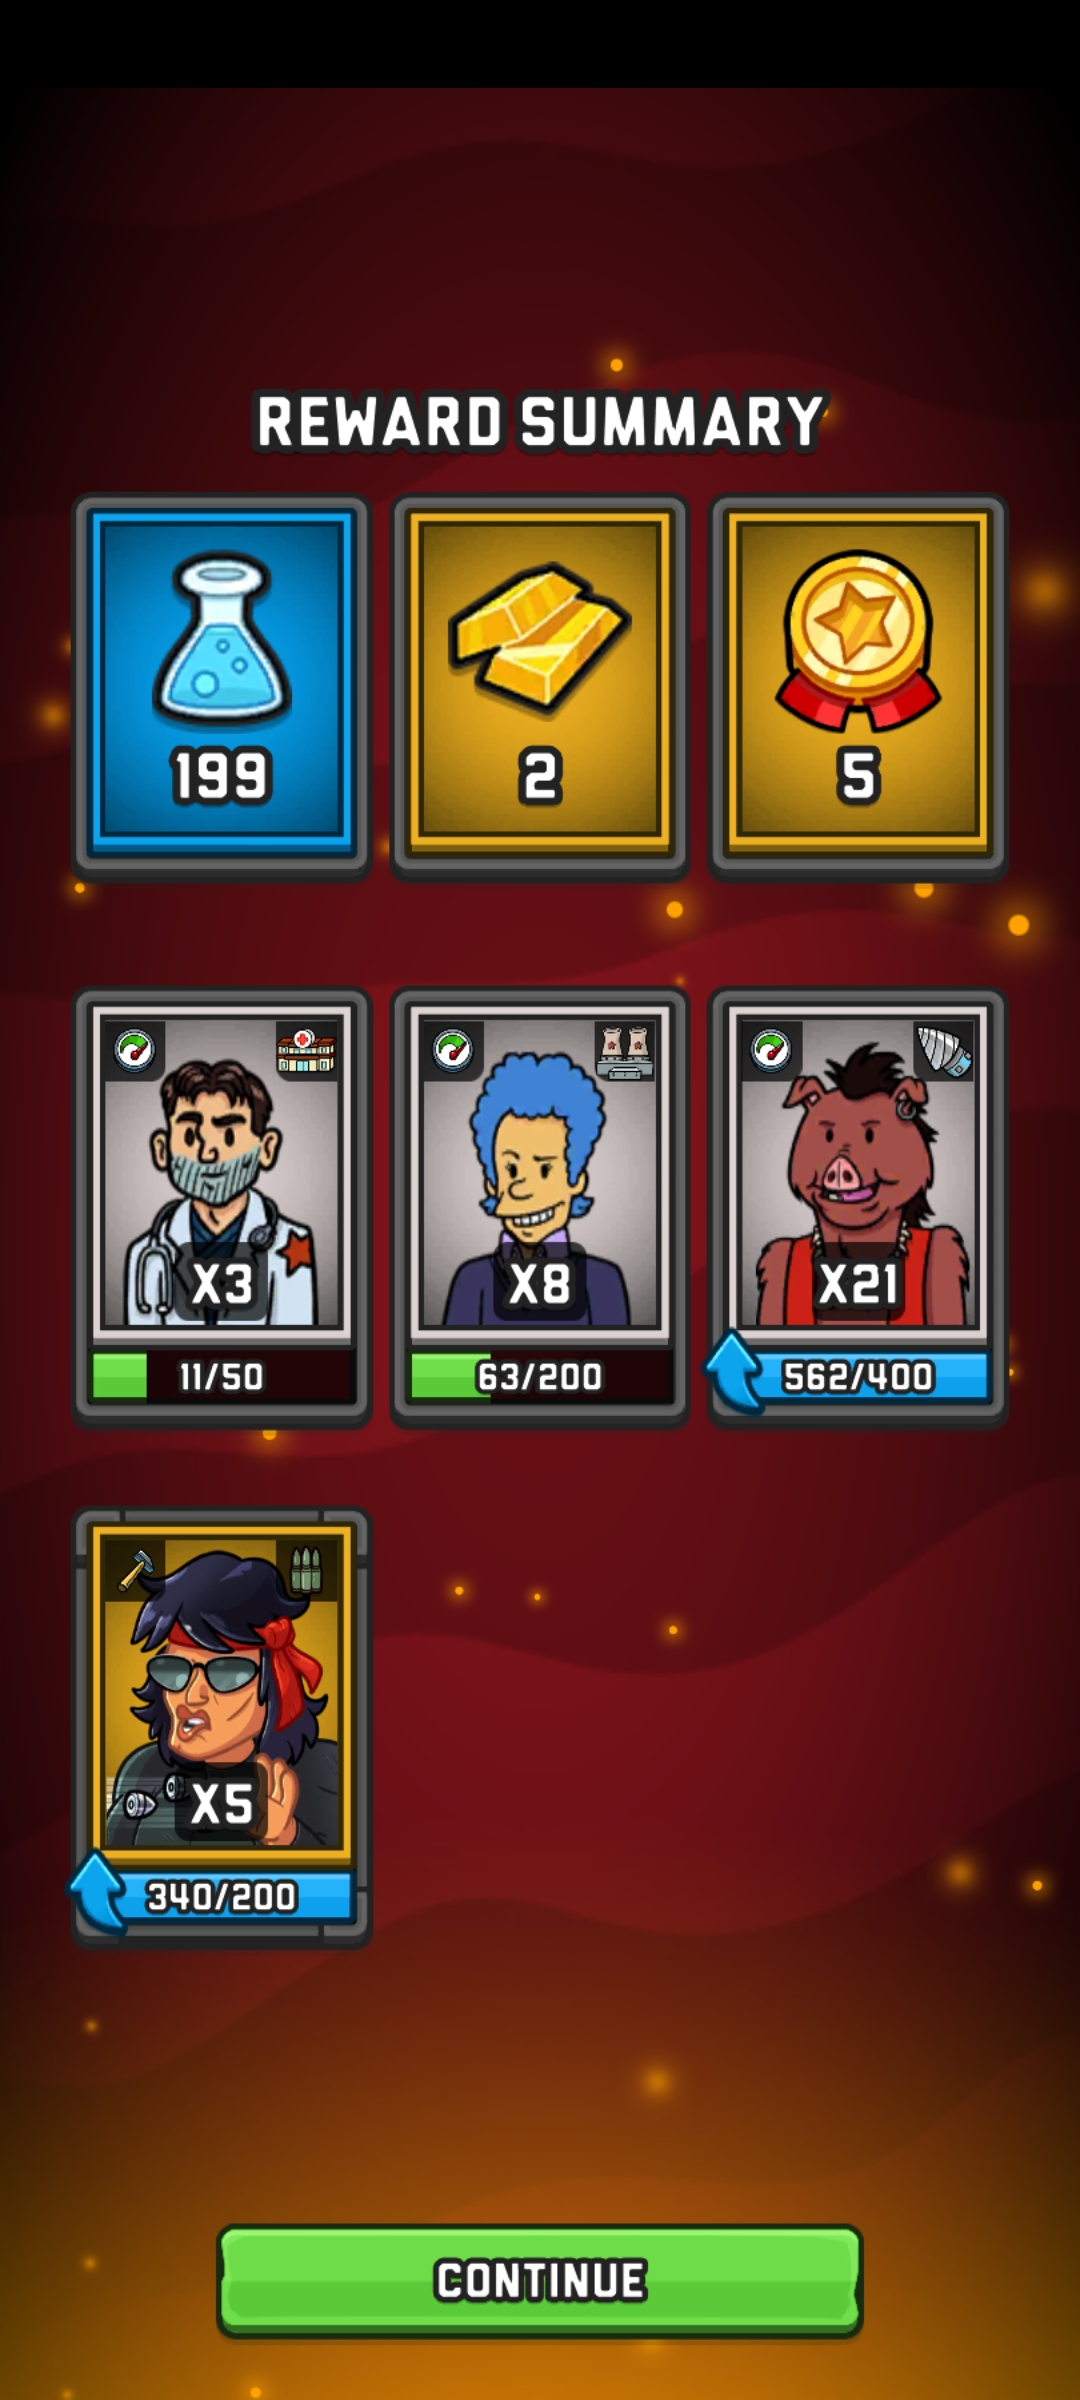 REWARD SUMMARY
199
2
5
X3
X8
X21
11/50
63/200
562/400
X5
340/200
CONTINUE